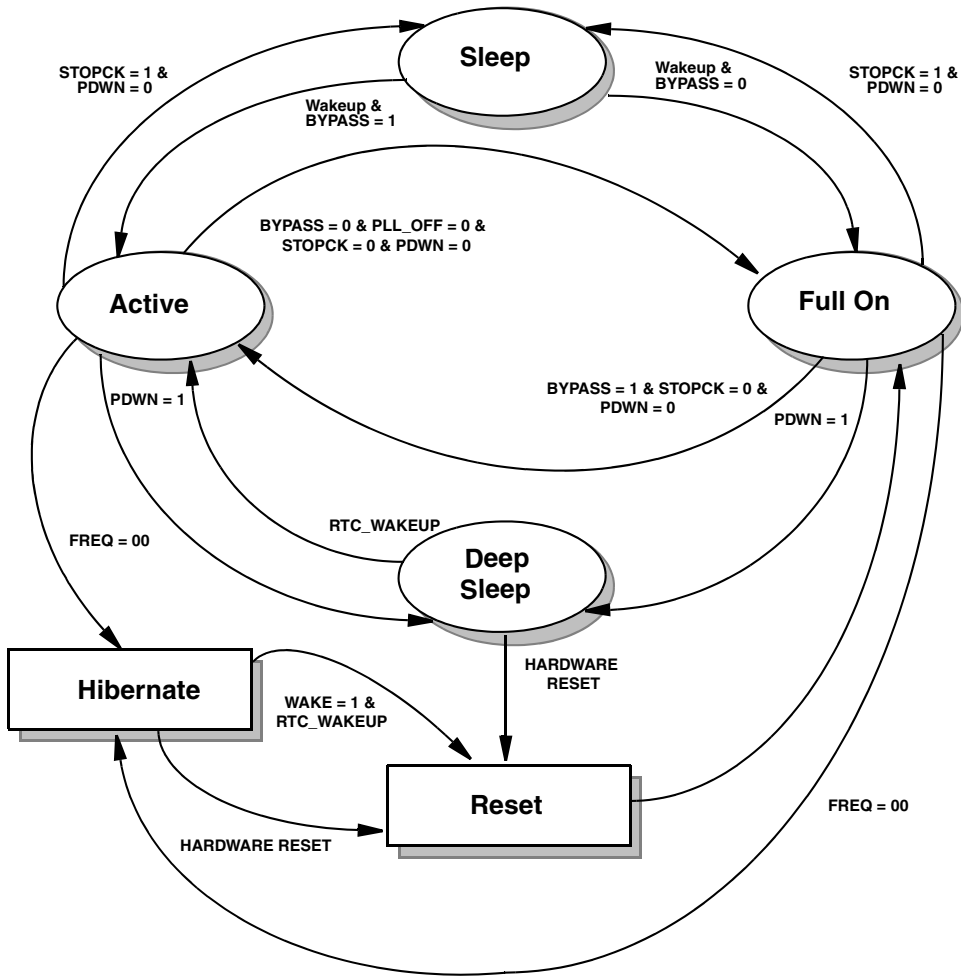 Sleep
STOPCK = 1 &
PDWN = 0
Wakeup &
BYPASS = 1
Wakeup &
BYPASS = 0
STOPCK = 1 &
PDWN = 0
BYPASS = 0 & PLL_OFF = 0 &
STOPCK = 0 & PDWN = 0
Active
Full On
PDWN = 1
BYPASS = 1 & STOPCK = 0 &
PDWN = 0
PDWN = 1
RTC_WAKEUP
FREQ = 00
Deep
Sleep
HARDWARE
RESET
Hibernate
WAKE = 1 &
RTC_WAKEUP
Reset
FREQ = 00
HARDWARE RESET